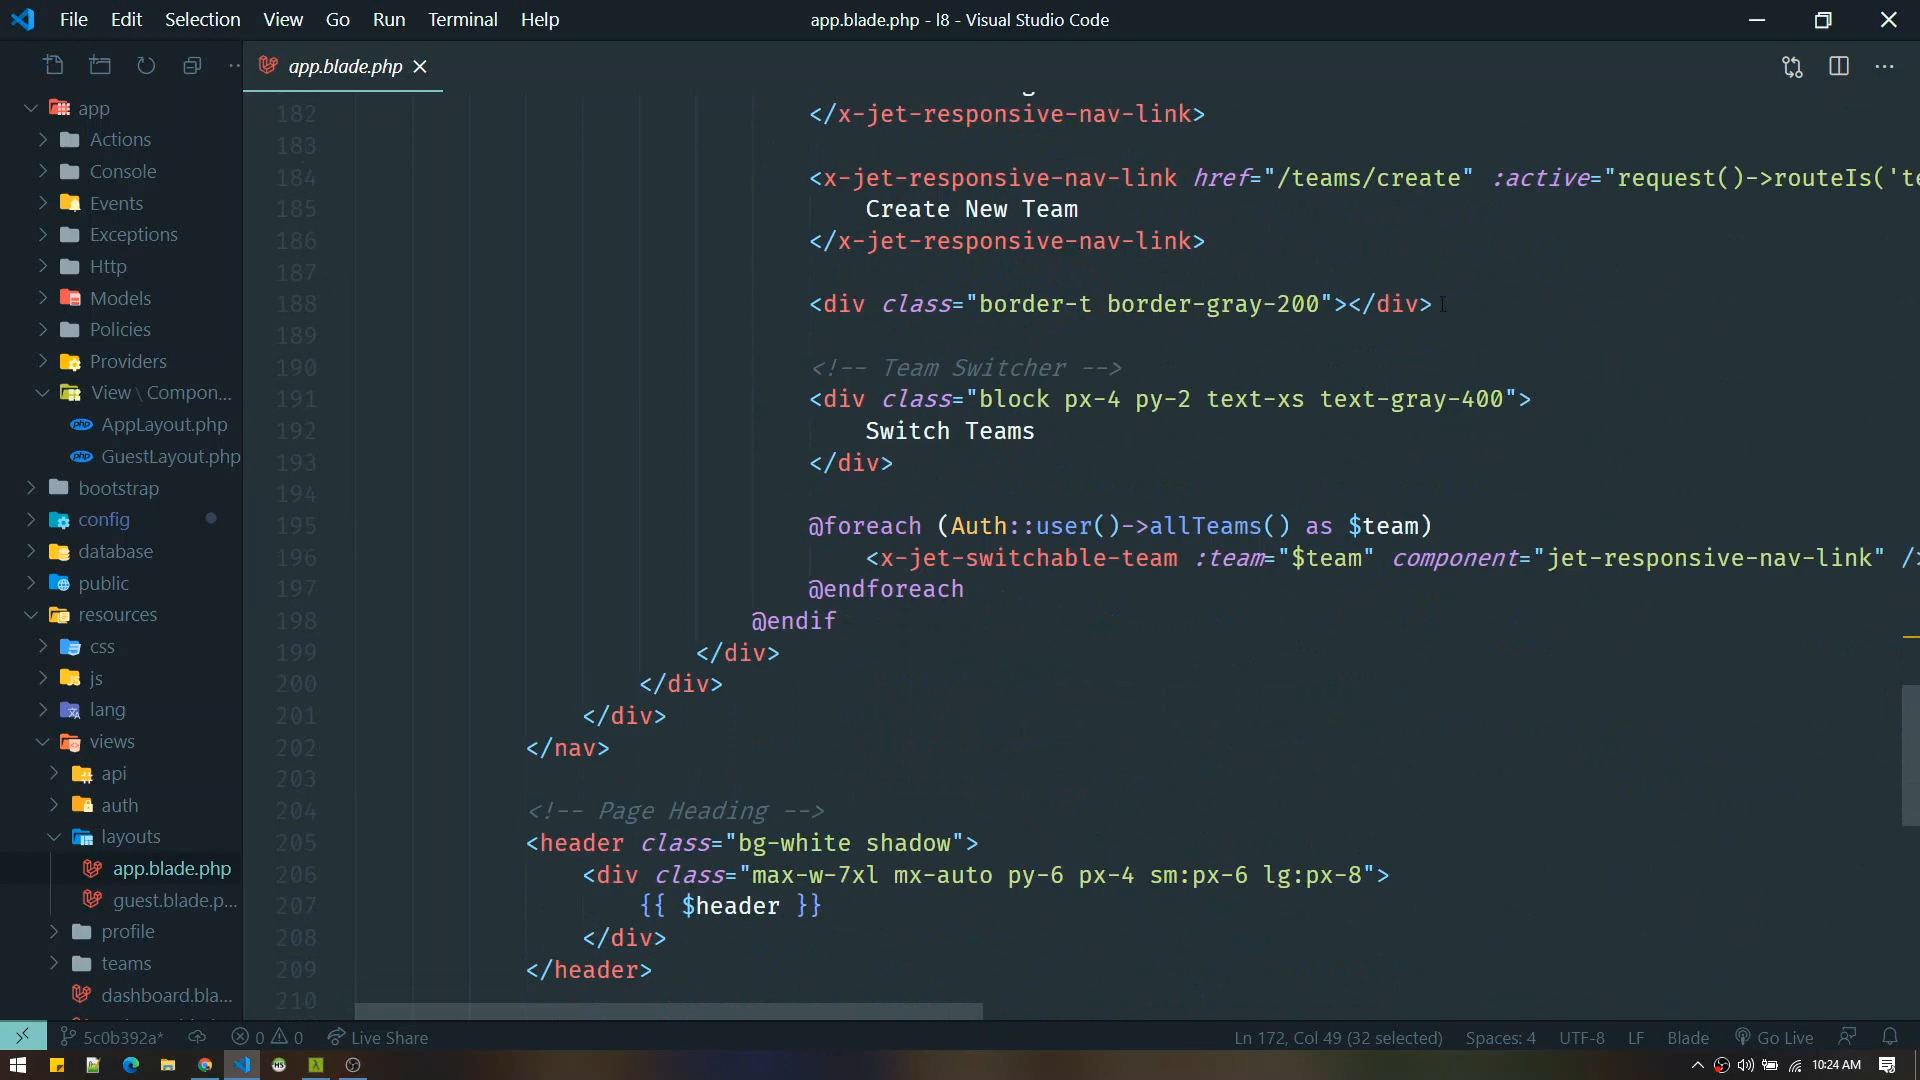 File Edit Selection View Go Run Terminal Help
app.blade.php - l8 - Visual Studio Code
app.blade.php
app
Actions
Console
Events
Exceptions
Http
Models
Policies
Providers
View \ Compon...
AppLayout.php
GuestLayout.php
bootstrap
config
database
public
resources
css
js
lang
views
api
auth
layouts
app.blade.php
guest.blade.p...
profile
teams
dashboard.bla...
182 </x-jet-responsive-nav-link>
183
184 <x-jet-responsive-nav-link href="/teams/create" :active="request()->routeIs('te
185 Create New Team
186 </x-jet-responsive-nav-link>
187
188 <div class="border-t border-gray-200"></div>
189
190 <!-- Team Switcher -->
191 <div class="block px-4 py-2 text-xs text-gray-400">
192 Switch Teams
193 </div>
194
195 @foreach (Auth::user()->allTeams() as $team)
196 <x-jet-switchable-team :team="$team" component="jet-responsive-nav-link" />
197 @endforeach
198 @endif
199 </div>
200 </div>
201 </div>
202 </nav>
203
204 <!-- Page Heading -->
205 <header class="bg-white shadow">
206 <div class="max-w-7xl mx-auto py-6 px-4 sm:px-6 lg:px-8">
207 {{ $header }}
208 </div>
209 </header>
210
5c0b392a* 0 0 Live Share Ln 172, Col 49 (32 selected) Spaces: 4 UTF-8 LF Blade Go Live
10:24 AM